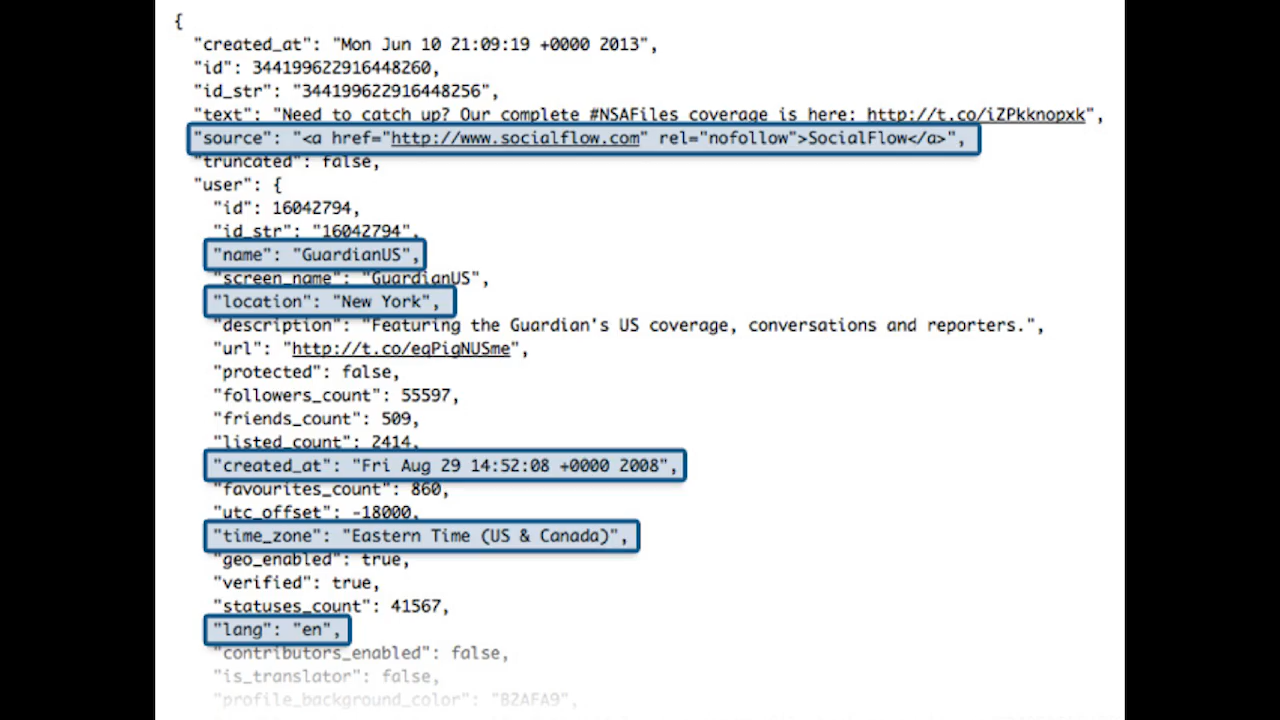 {
"created_at": "Mon Jun 10 21:09:19 +0000 2013",
"id": 344199622916448260,
"id_str": "344199622916448256",
"text": "Need to catch up? Our complete #NSAFiles coverage is here: http://t.co/iZPkknopxk",
"source": "<a href="http://www.socialflow.com" rel="nofollow">SocialFlow</a>",
"truncated": false,
"user": {
"id": 16042794,
"id_str": "16042794",
"name": "GuardianUS",
"screen_name": "GuardianUS",
"location": "New York",
"description": "Featuring the Guardian's US coverage, conversations and reporters.",
"url": "http://t.co/eqPigNUSme",
"protected": false,
"followers_count": 55597,
"friends_count": 509,
"listed_count": 2414,
"created_at": "Fri Aug 29 14:52:08 +0000 2008",
"favourites_count": 860,
"utc_offset": -18000,
"time_zone": "Eastern Time (US & Canada)",
"geo_enabled": true,
"verified": true,
"statuses_count": 41567,
"lang": "en",
"contributors_enabled": false,
"is_translator": false,
"profile_background_color": "B2AFA9",